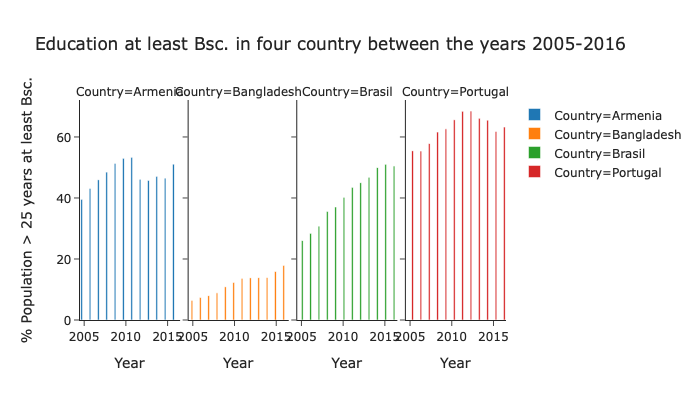 Education at least Bsc. in four country between the years 2005-2016
% Population > 25 years at least Bsc.
Country=Armenia
Country=Bangladesh
Country=Brasil
Country=Portugal
Country=Armenia
Country=Bangladesh
Country=Brasil
Country=Portugal
60
40
20
0
2005 2010 2015
2005 2010 2015
2005 2010 2015
2005 2010 2015
Year Year Year Year